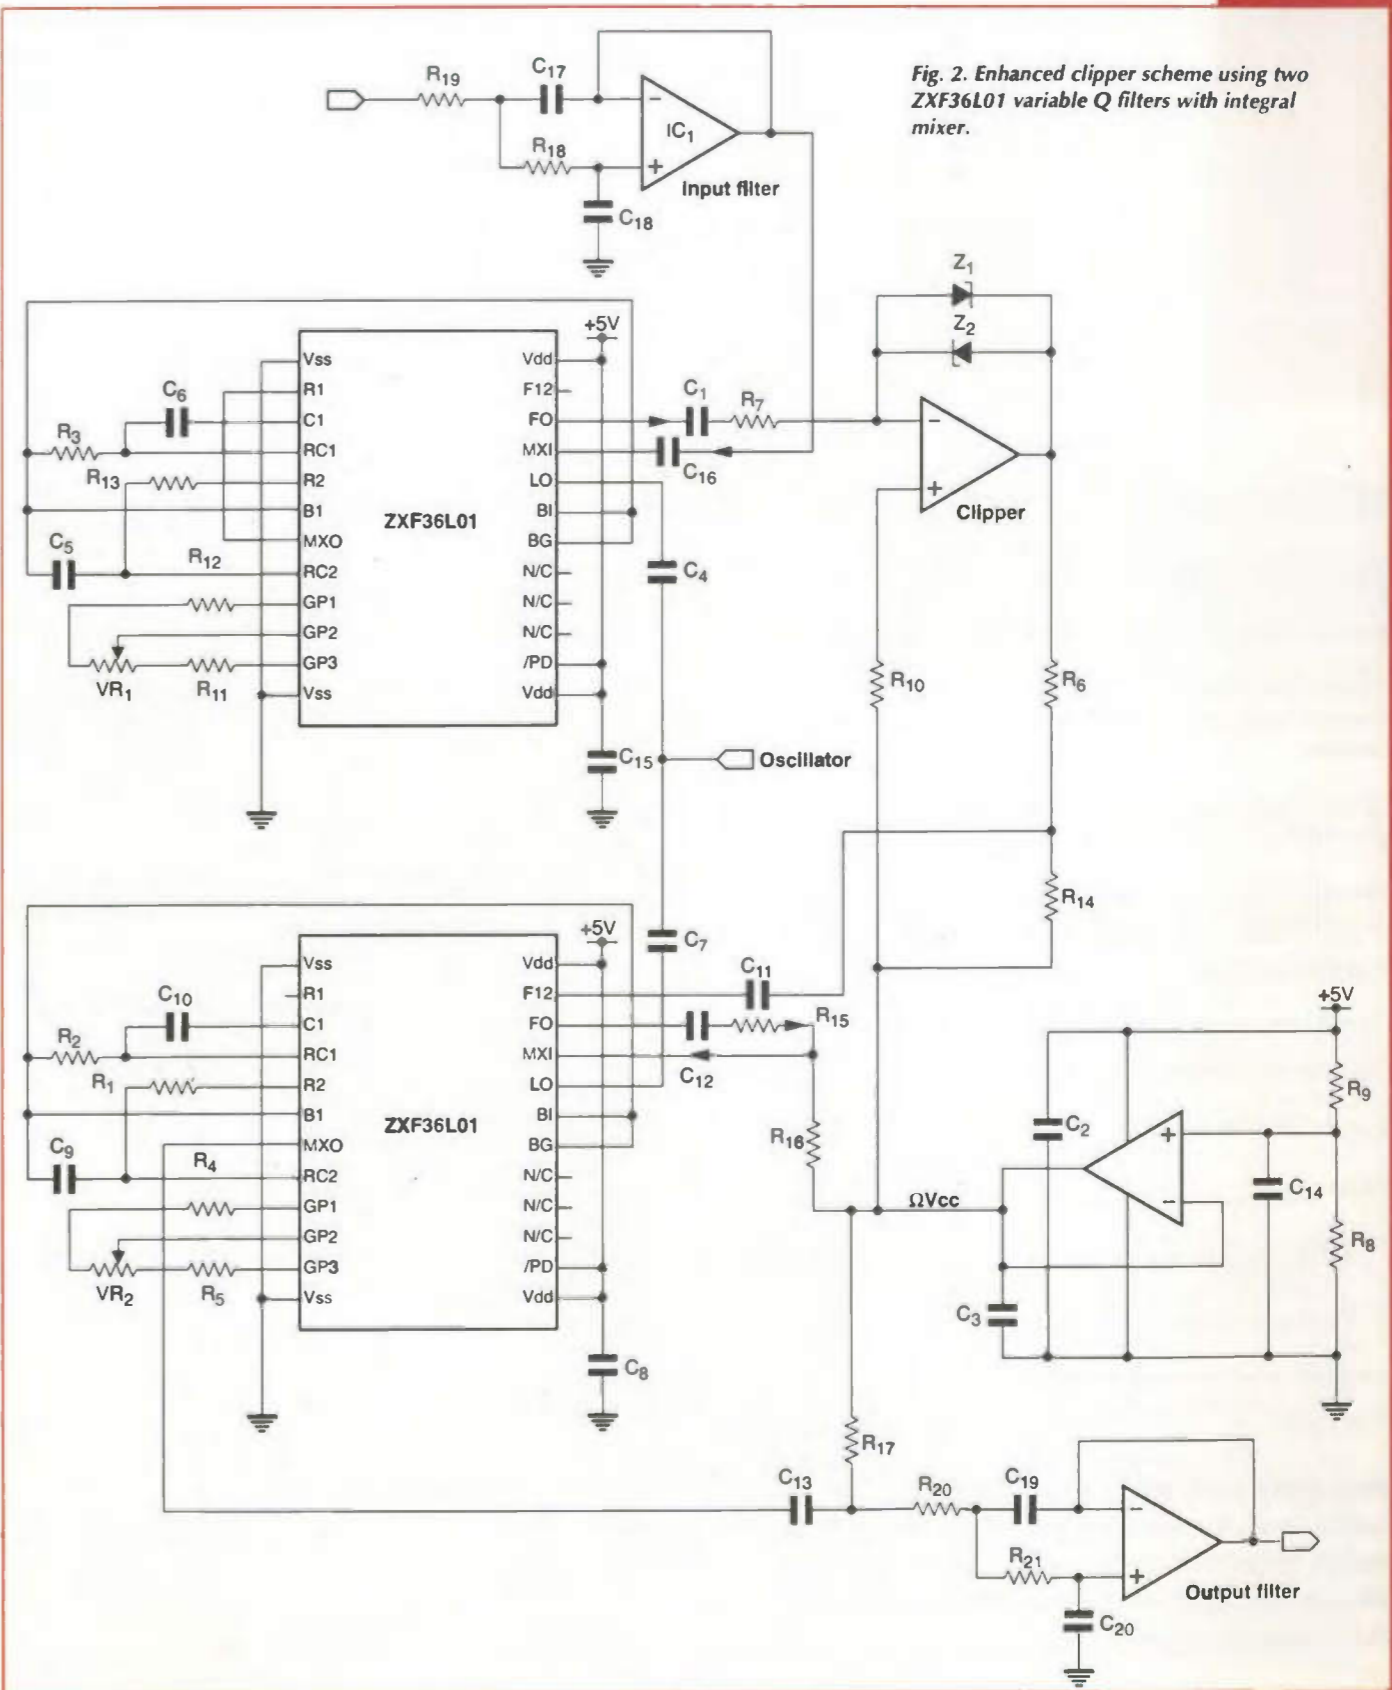 Fig. 2. Enhanced clipper scheme using two
ZXF36L01 variable Q filters with integral
mixer.
R19
C17
IC1
R18
Input filter
C18
Z1
Z2
+5V
Vss
Vdd
R1
F12
C6
C1
FO
C1
R7
R3
RC1
MXI
C16
R13
R2
LO
B1
BI
ZXF36L01
Clipper
MXO
BG
C5
R12
RC2
N/C
C4
GP1
N/C
GP2
N/C
GP3
/PD
VR1
R11
Vss
Vdd
R10
R6
C15
Oscillator
R14
+5V
C7
Vss
Vdd
C11
R1
F12
C10
C1
FO
R15
R2
RC1
MXI
C12
R1
R2
LO
B1
BI
ZXF36L01
MXO
BG
C9
R4
RC2
N/C
GP1
N/C
GP2
N/C
GP3
/PD
VR2
R5
Vss
Vdd
C8
R16
ΩVcc
+5V
R9
C2
C14
R8
C3
R17
C13
R20
C19
R21
Output filter
C20